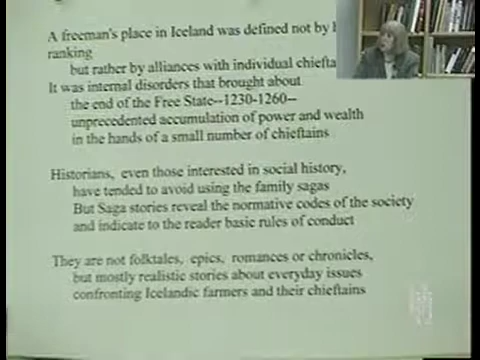 A freeman's place in Iceland was defined not by
ranking
but rather by alliances with individual
It was internal disorders that brought about
the end of the Free State--1230-1260--
unprecedented accumulation of power and wealth
in the hands of a small number of chieftains
Historians, even those interested in social history,
have tended to avoid using the family sagas
But Saga stories reveal the normative codes of the society
and indicate to the reader basic rules of conduct
They are not folktales, epics, romances or chronicles,
but mostly realistic stories about everyday issues
confronting Icelandic farmers and their chieftains